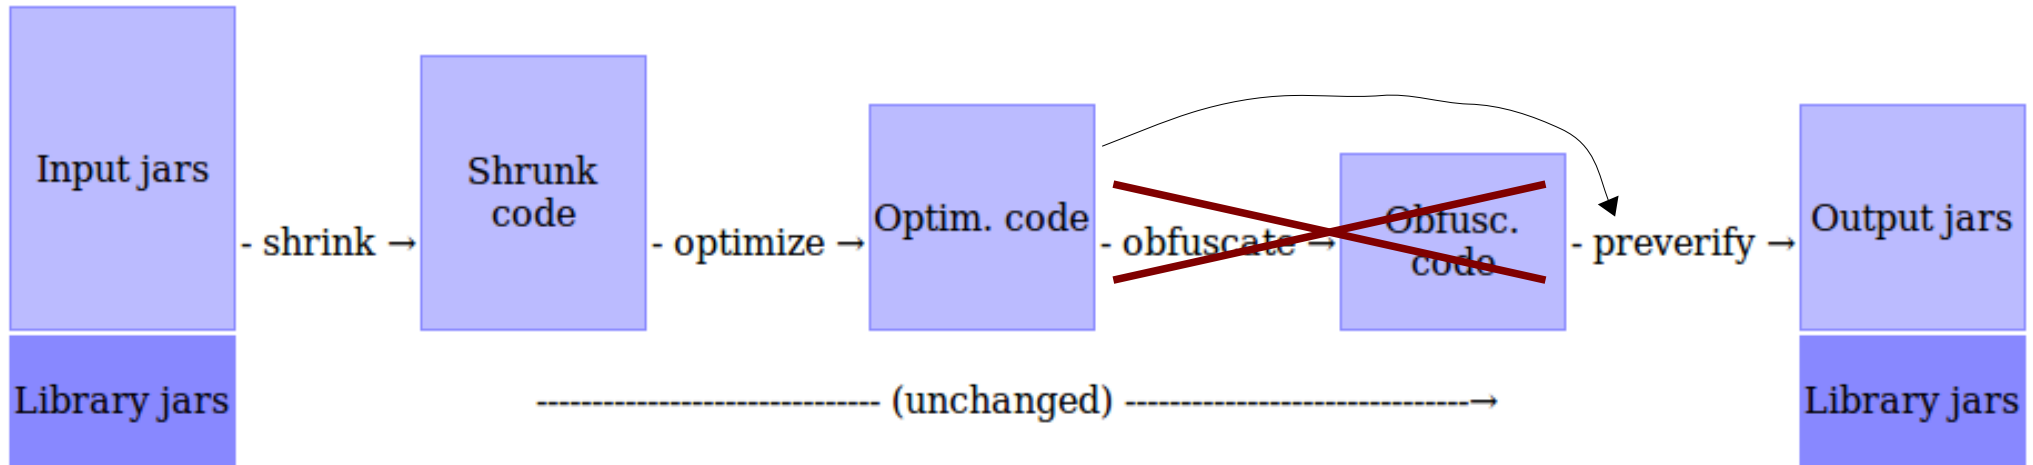 Input jars
- shrink →
Shrunk
code
- optimize →
Optim. code
- obfuscate →
Obfusc.
code
- preverify →
Output jars
Library jars
------------------------------- (unchanged) -------------------------------→
Library jars